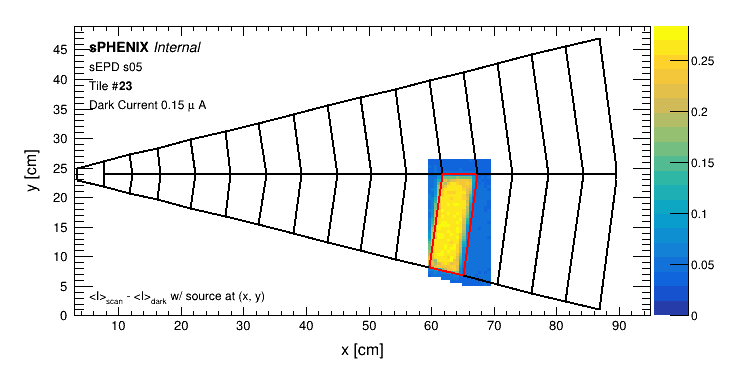 sPHENIX Internal
sEPD s05
Tile #23
Dark Current 0.15 μ A
<I>scan - <I>dark w/ source at (x, y)
y [cm]
45
40
35
30
25
20
15
10
5
0
10 20 30 40 50 60 70 80 90
x [cm]
0.25
0.2
0.15
0.1
0.05
0